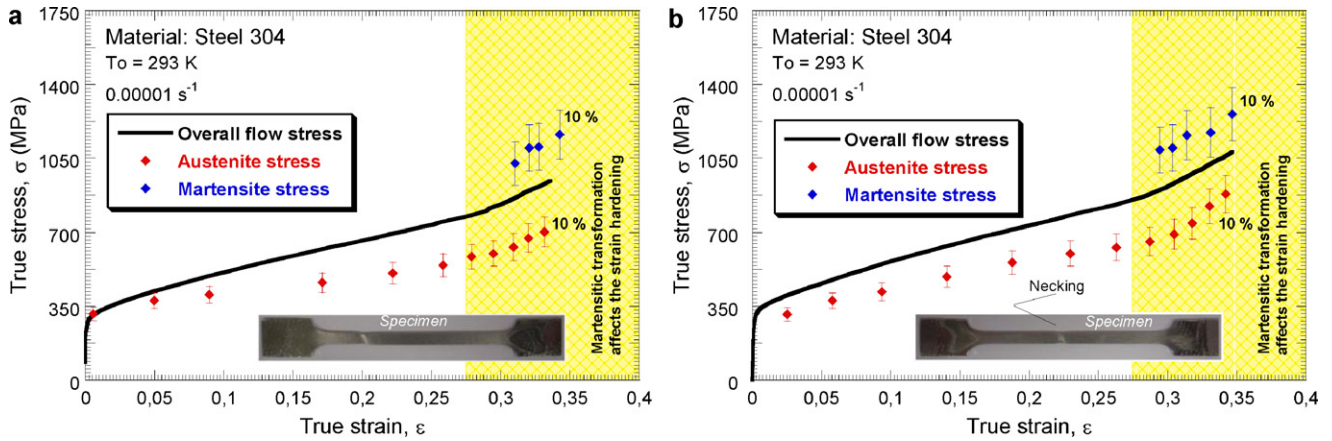 a
True stress, σ (MPa)
1750
1400
1050
700
350
0
Material: Steel 304
To = 293 K
0.00001 s⁻¹
Overall flow stress
Austenite stress
Martensite stress
10 %
10 %
Martensitic transformation
affects the strain hardening
Specimen
0
0,05
0,1
0,15
0,2
0,25
0,3
0,35
0,4
True strain, ε
b
True stress, σ (MPa)
1750
1400
1050
700
350
0
Material: Steel 304
To = 293 K
0.00001 s⁻¹
Overall flow stress
Austenite stress
Martensite stress
10 %
10 %
Martensitic transformation
affects the strain hardening
Necking
Specimen
0
0,05
0,1
0,15
0,2
0,25
0,3
0,35
0,4
True strain, ε